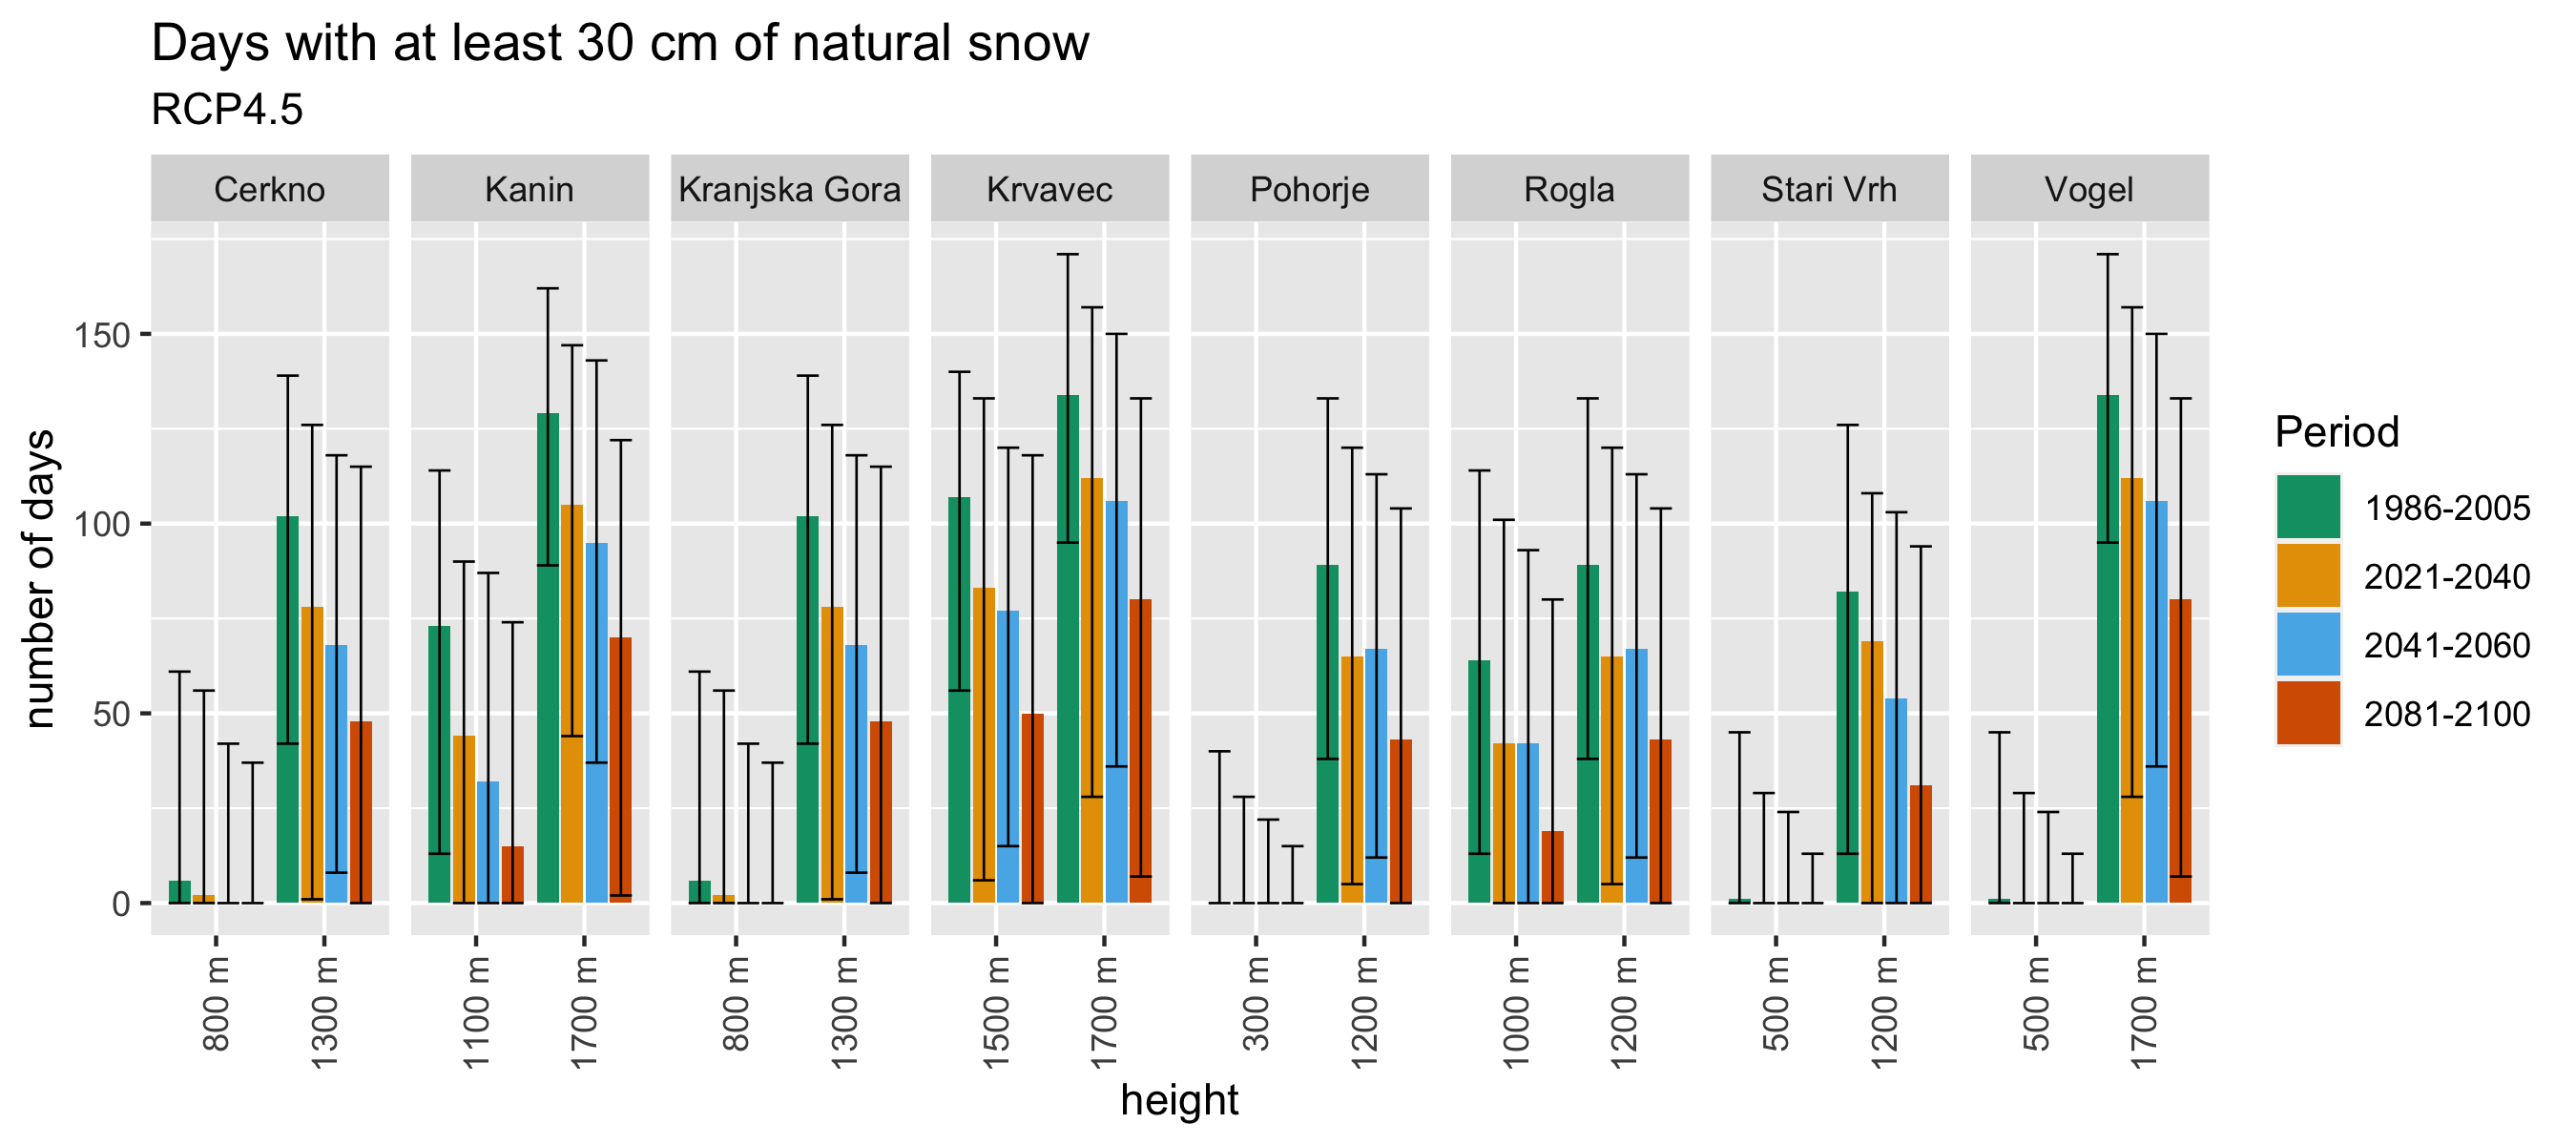 Days with at least 30 cm of natural snow
RCP4.5
Cerkno Kanin Kranjska Gora Krvavec Pohorje Rogla Stari Vrh Vogel
number of days
150
100
50
0
800 m 1300 m 1100 m 1700 m 800 m 1300 m 1500 m 1700 m 300 m 1200 m 1000 m 1200 m 500 m 1200 m 500 m 1700 m
height
Period
1986-2005
2021-2040
2041-2060
2081-2100